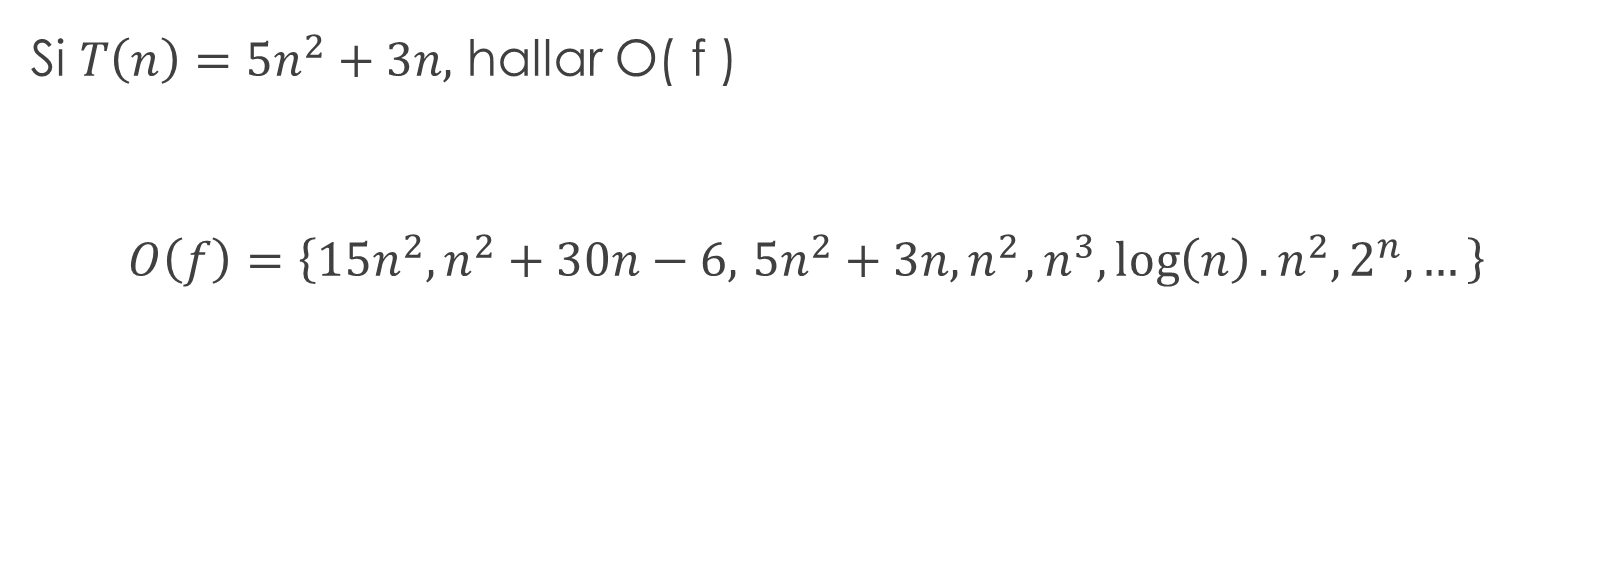 Si T(n) = 5n² + 3n, hallar O( f )
O(f) = {15n², n² + 30n − 6, 5n² + 3n, n², n³, log(n) . n², 2ⁿ, … }